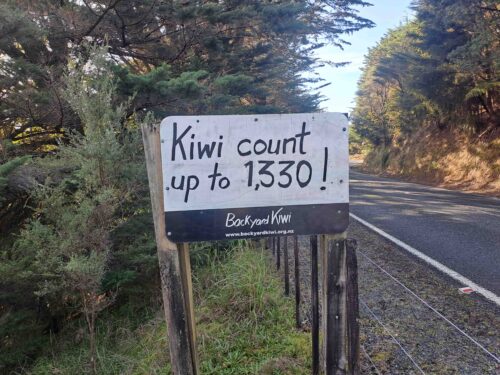 Kiwi count
up to 1,330!
Backyard Kiwi
www.backyardkiwi.org.nz